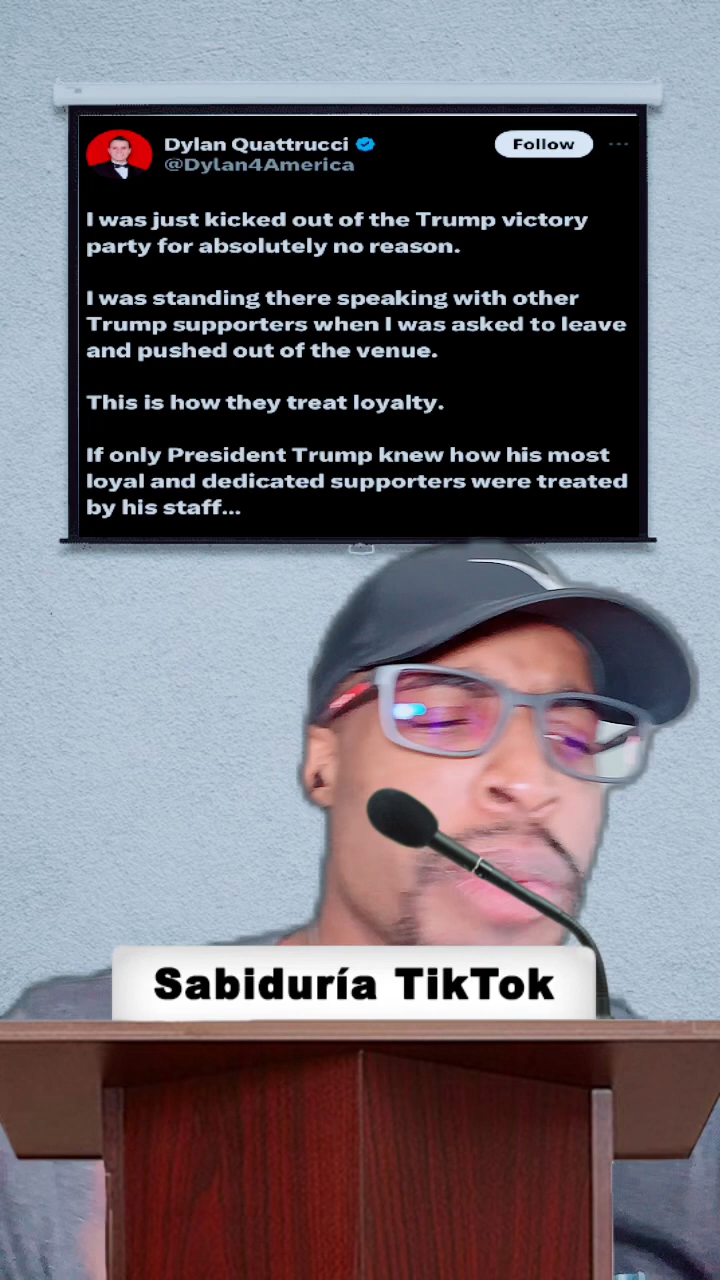 Dylan Quattrucci
Follow
@Dylan4America
I was just kicked out of the Trump victory
party for absolutely no reason.
I was standing there speaking with other
Trump supporters when I was asked to leave
and pushed out of the venue.
This is how they treat loyalty.
If only President Trump knew how his most
loyal and dedicated supporters were treated
by his staff...
Sabiduría TikTok